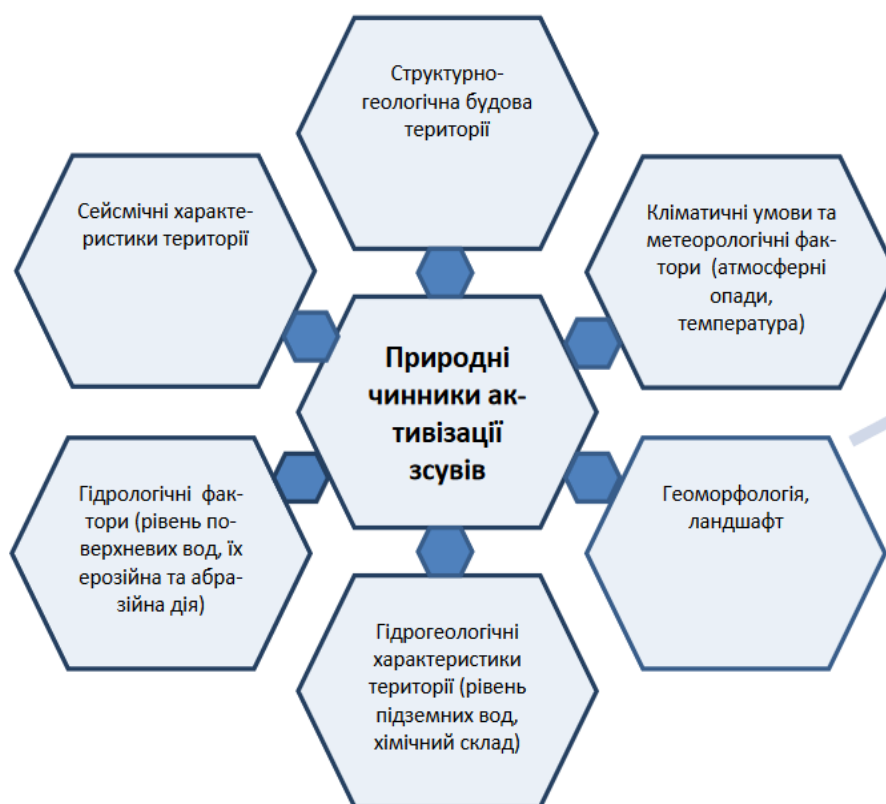 Структурно-
геологічна будова
території
Сейсмічні характе-
ристики території
Кліматичні умови та
метеорологічні фак-
тори (атмосферні
опади,
температура)
Природні
чинники ак-
тивізації
зсувів
Гідрологічні фак-
тори (рівень по-
верхневих вод, їх
ерозійна та абра-
зійна дія)
Геоморфологія,
ландшафт
Гідрогеологічні
характеристики
території (рівень
підземних вод,
хімічний склад)